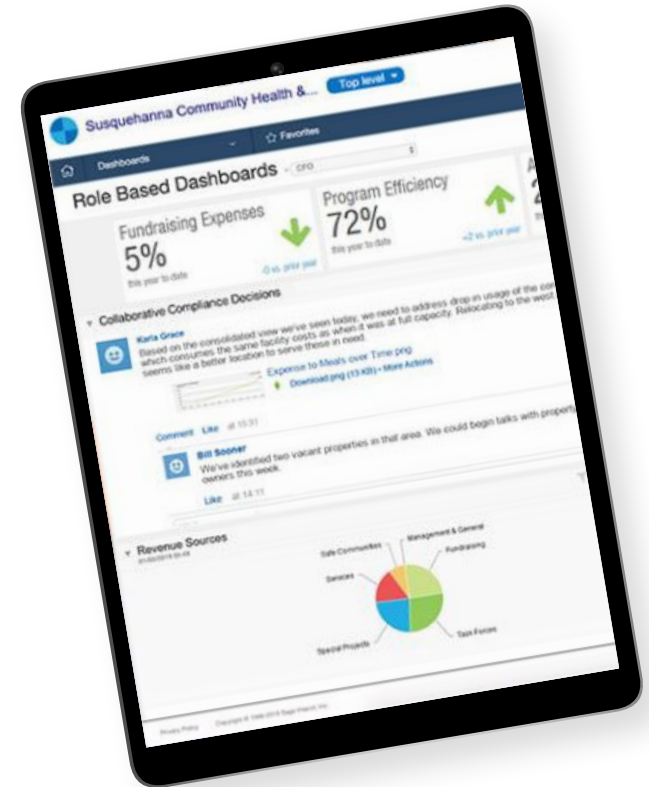 Susquehanna Community Health &...
Top level
Dashboards
Favorites
Role Based Dashboards
CFO
Fundraising Expenses
5%
this year to date
-0 vs. prior year
Program Efficiency
72%
this year to date
+2 vs. prior year
Collaborative Compliance Decisions
Karla Grace
Based on the consolidated view we've seen today, we need to address drop in usage of the
which consumes the same facility costs as when it was at full capacity. Relocating to the west
seems like a better location to serve those in need.
Expense to Meals over Time.png
Download png (13 KB) • More Actions
Comment Like at 15:31
Bill Sooner
We've identified two vacant properties in that area. We could begin talks with property
owners this week.
Like at 14:11
Revenue Sources
Safe Communities
Management & General
Fundraising
Services
Special Projects
Task Forces
Privacy Policy